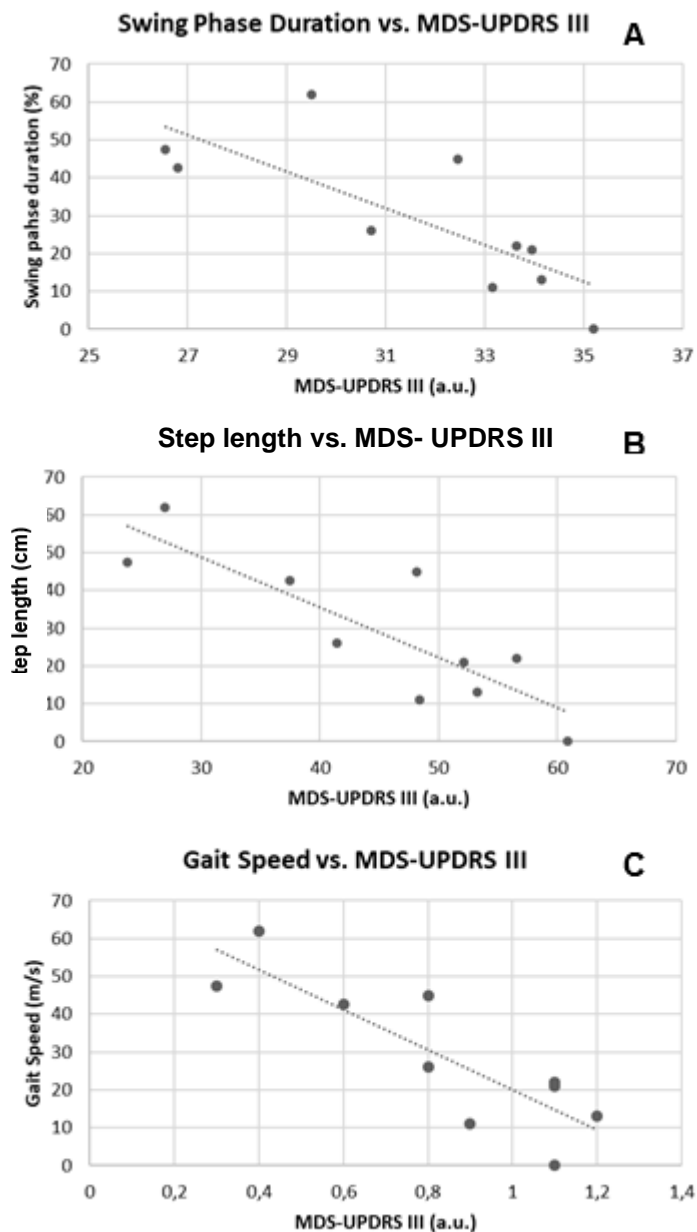 Swing Phase Duration vs. MDS-UPDRS III A
70
60
50
40
30
20
10
0
Swing pahse duration (%)
25 27 29 31 33 35 37
MDS-UPDRS III (a.u.)
Step length vs. MDS- UPDRS III B
70
60
50
40
30
20
10
0
tep length (cm)
20 30 40 50 60 70
MDS-UPDRS III (a.u.)
Gait Speed vs. MDS-UPDRS III C
70
60
50
40
30
20
10
0
Gait Speed (m/s)
0 0,2 0,4 0,6 0,8 1 1,2 1,4
MDS-UPDRS III (a.u.)